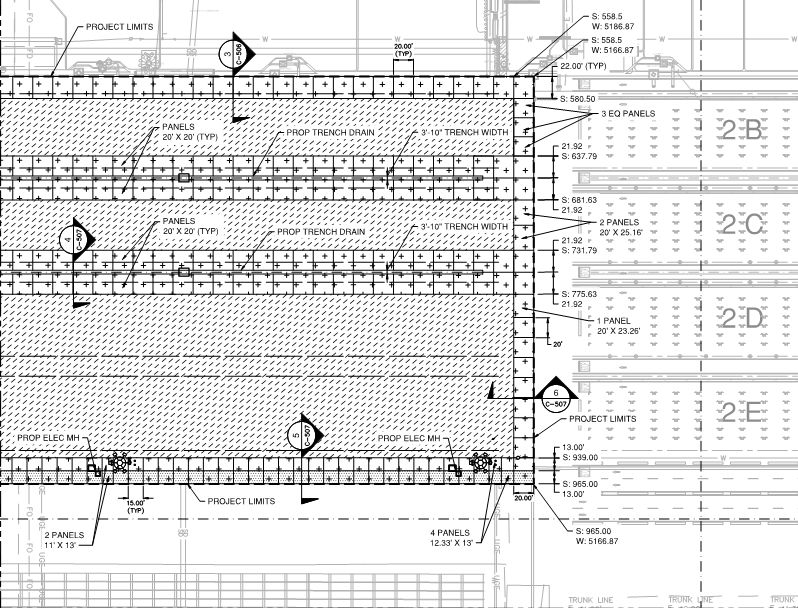 PROJECT LIMITS
3
C-506
20.00'
(TYP)
S: 558.5
W: 5186.87
S: 558.5
W: 5166.87
22.00' (TYP)
S: 580.50
3 EQ PANELS
PANELS
20' X 20' (TYP)
PROP TRENCH DRAIN
3'-10" TRENCH WIDTH
21.92
S: 637.79
2 B
S: 681.63
21.92
PANELS
20' X 20' (TYP)
PROP TRENCH DRAIN
3'-10" TRENCH WIDTH
2 PANELS
20' X 25.16'
2 C
4
C-507
21.92
S: 731.79
S: 775.63
21.92
1 PANEL
20' X 23.26'
2 D
20'
6
C-507
2 E
PROJECT LIMITS
PROP ELEC MH
5
C-507
PROP ELEC MH
13.00'
S: 939.00
S: 965.00
13.00'
15.00'
(TYP)
PROJECT LIMITS
20.00'
2 PANELS
11' X 13'
4 PANELS
12.33' X 13'
S: 965.00
W: 5166.87
TRUNK LINE
TRUNK LINE
TRUNK LINE